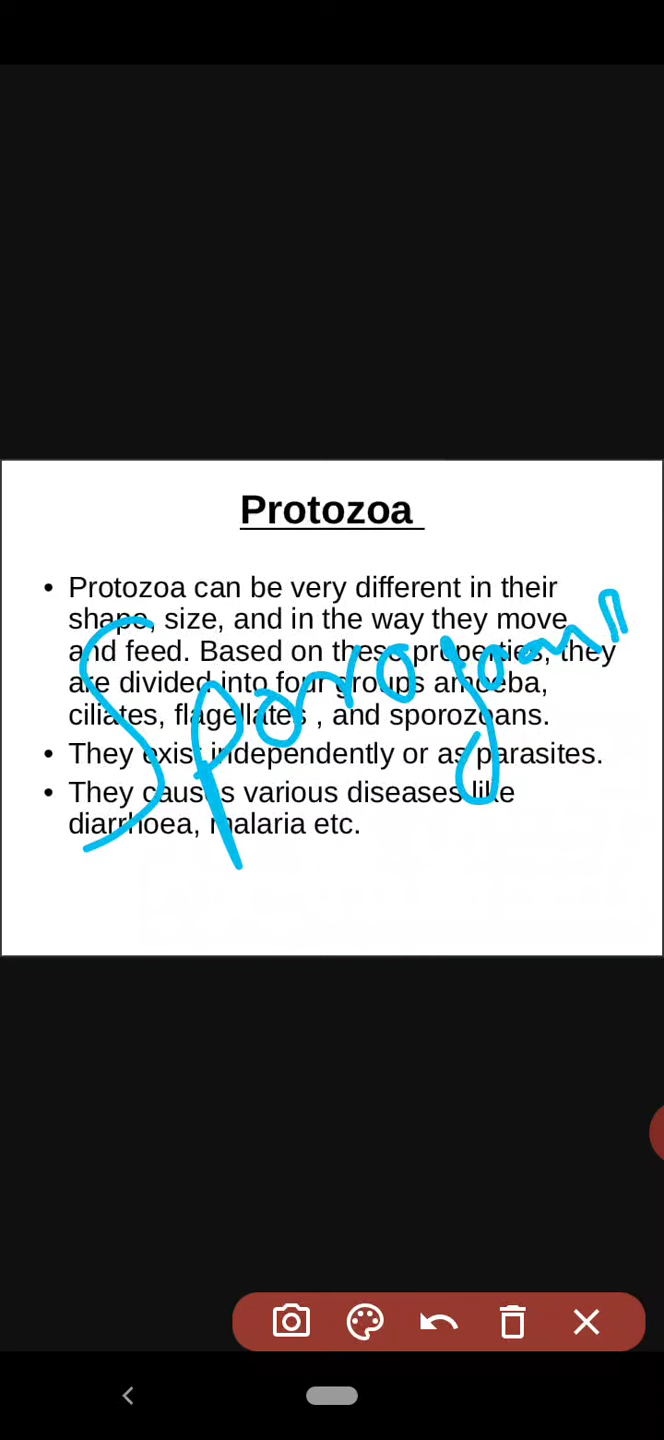 Protozoa
• Protozoa can be very different in their
shape, size, and in the way they move
and feed. Based on these properties, they
are divided into four groups amoeba,
ciliates, flagellates , and sporozoans.
• They exist independently or as parasites.
• They causes various diseases like
diarrhoea, malaria etc.